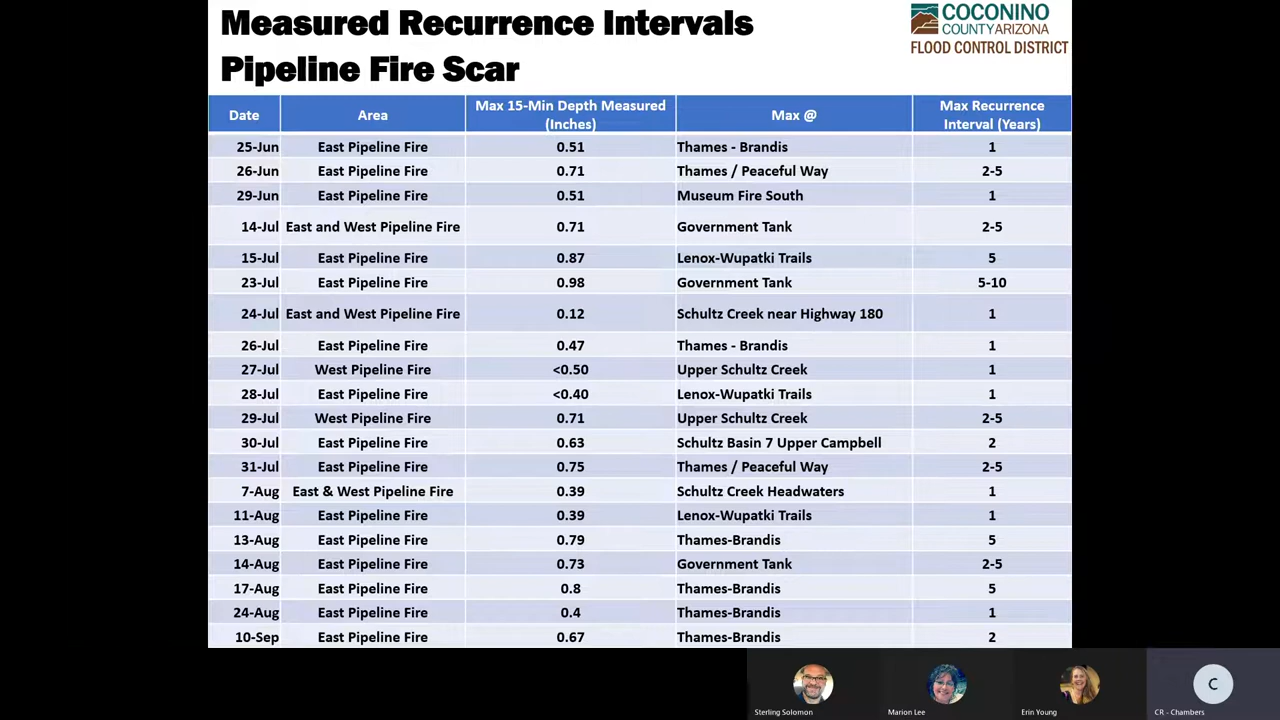 Measured Recurrence Intervals
Pipeline Fire Scar
COCONINO
COUNTY ARIZONA
FLOOD CONTROL DISTRICT
Date Area Max 15-Min Depth Measured (Inches) Max @ Max Recurrence Interval (Years)
25-Jun East Pipeline Fire 0.51 Thames - Brandis 1
26-Jun East Pipeline Fire 0.71 Thames / Peaceful Way 2-5
29-Jun East Pipeline Fire 0.51 Museum Fire South 1
14-Jul East and West Pipeline Fire 0.71 Government Tank 2-5
15-Jul East Pipeline Fire 0.87 Lenox-Wupatki Trails 5
23-Jul East Pipeline Fire 0.98 Government Tank 5-10
24-Jul East and West Pipeline Fire 0.12 Schultz Creek near Highway 180 1
26-Jul East Pipeline Fire 0.47 Thames - Brandis 1
27-Jul West Pipeline Fire <0.50 Upper Schultz Creek 1
28-Jul East Pipeline Fire <0.40 Lenox-Wupatki Trails 1
29-Jul West Pipeline Fire 0.71 Upper Schultz Creek 2-5
30-Jul East Pipeline Fire 0.63 Schultz Basin 7 Upper Campbell 2
31-Jul East Pipeline Fire 0.75 Thames / Peaceful Way 2-5
7-Aug East & West Pipeline Fire 0.39 Schultz Creek Headwaters 1
11-Aug East Pipeline Fire 0.39 Lenox-Wupatki Trails 1
13-Aug East Pipeline Fire 0.79 Thames-Brandis 5
14-Aug East Pipeline Fire 0.73 Government Tank 2-5
17-Aug East Pipeline Fire 0.8 Thames-Brandis 5
24-Aug East Pipeline Fire 0.4 Thames-Brandis 1
10-Sep East Pipeline Fire 0.67 Thames-Brandis 2
C
Sterling Solomon Marion Lee Erin Young CR - Chambers